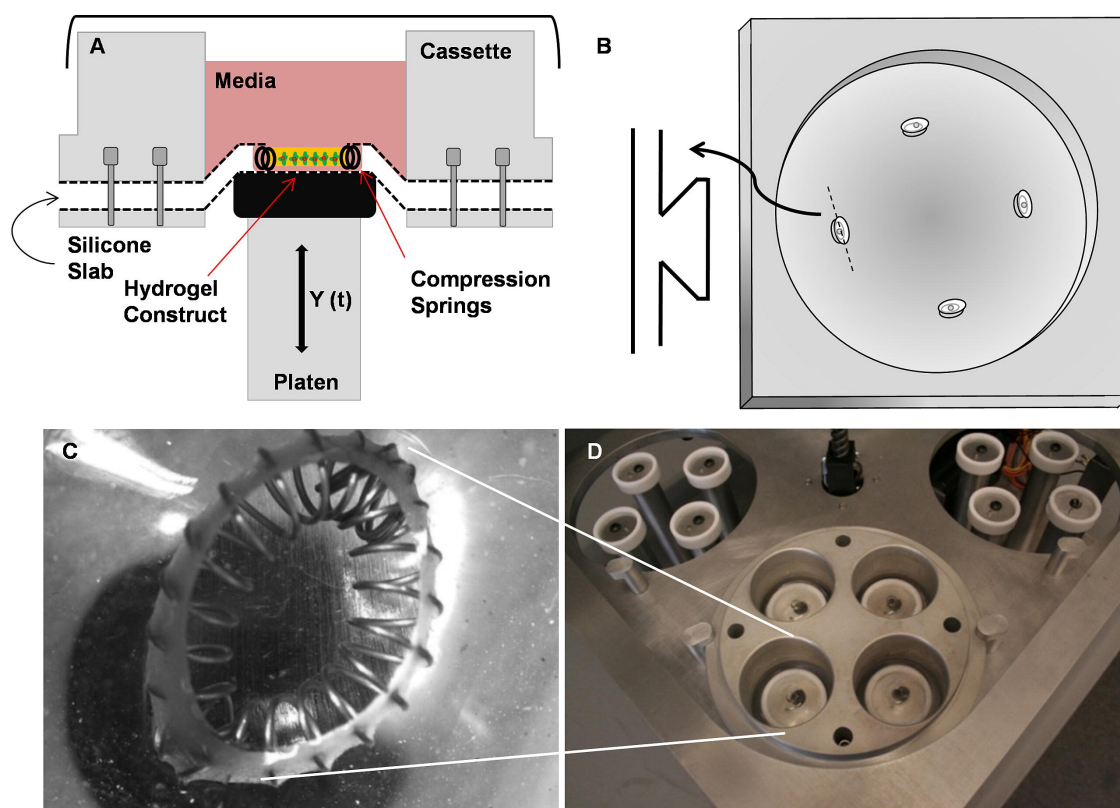 A
Cassette
Media
Silicone
Slab
Hydrogel
Construct
Y (t)
Compression
Springs
Platen
B
C
D